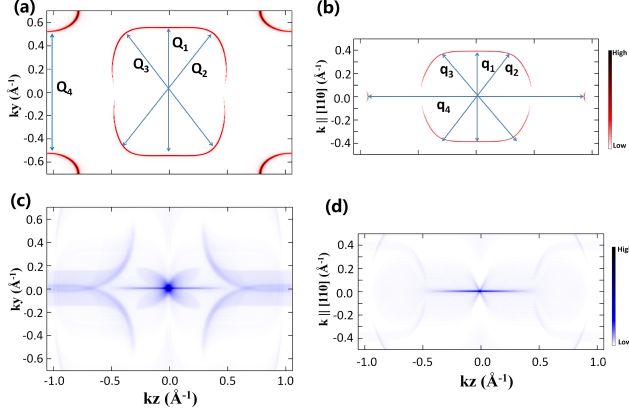 (a)
0.6
0.4
0.2
0.0
-0.2
-0.4
-0.6
ky (Å-1)
Q1
Q2
Q3
Q4
(b)
0.4
0.2
0.0
-0.2
-0.4
k || [110] (Å-1)
q1
q2
q3
q4
High
Low
(c)
0.6
0.4
0.2
0.0
-0.2
-0.4
-0.6
ky (Å-1)
-1.0
-0.5
0.0
0.5
1.0
kz (Å-1)
(d)
0.4
0.2
0.0
-0.2
-0.4
k || [110] (Å-1)
-1.0
-0.5
0.0
0.5
1.0
kz (Å-1)
High
Low